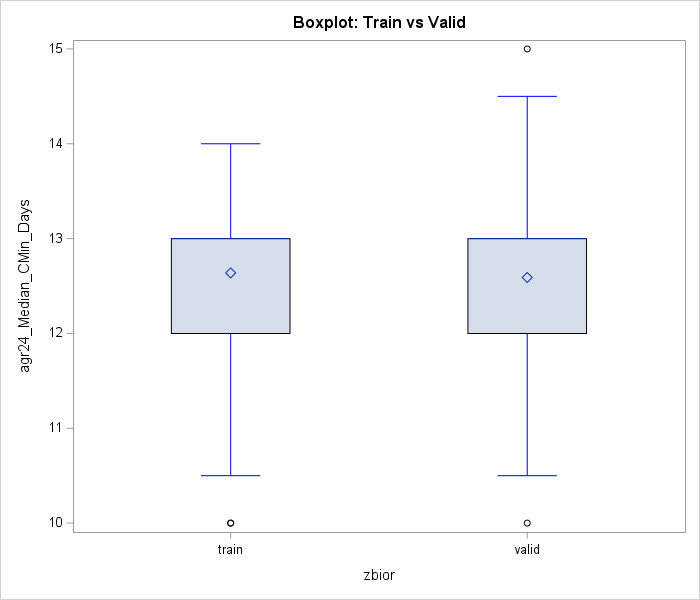 Boxplot: Train vs Valid
15
14
13
12
11
10
agr24_Median_CMin_Days
train
valid
zbior